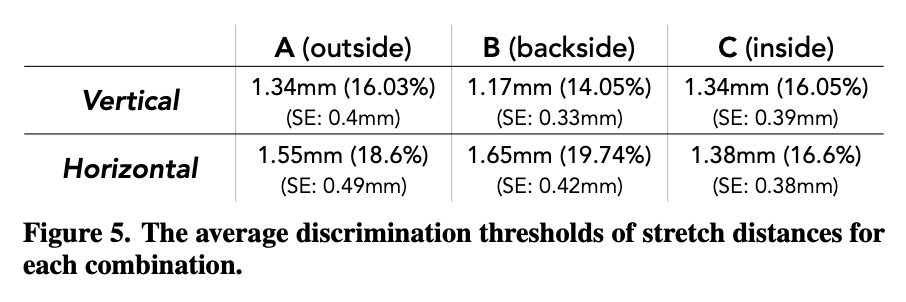 A (outside) B (backside) C (inside)
Vertical 1.34mm (16.03%) 1.17mm (14.05%) 1.34mm (16.05%)
(SE: 0.4mm) (SE: 0.33mm) (SE: 0.39mm)
Horizontal 1.55mm (18.6%) 1.65mm (19.74%) 1.38mm (16.6%)
(SE: 0.49mm) (SE: 0.42mm) (SE: 0.38mm)
Figure 5. The average discrimination thresholds of stretch distances for
each combination.